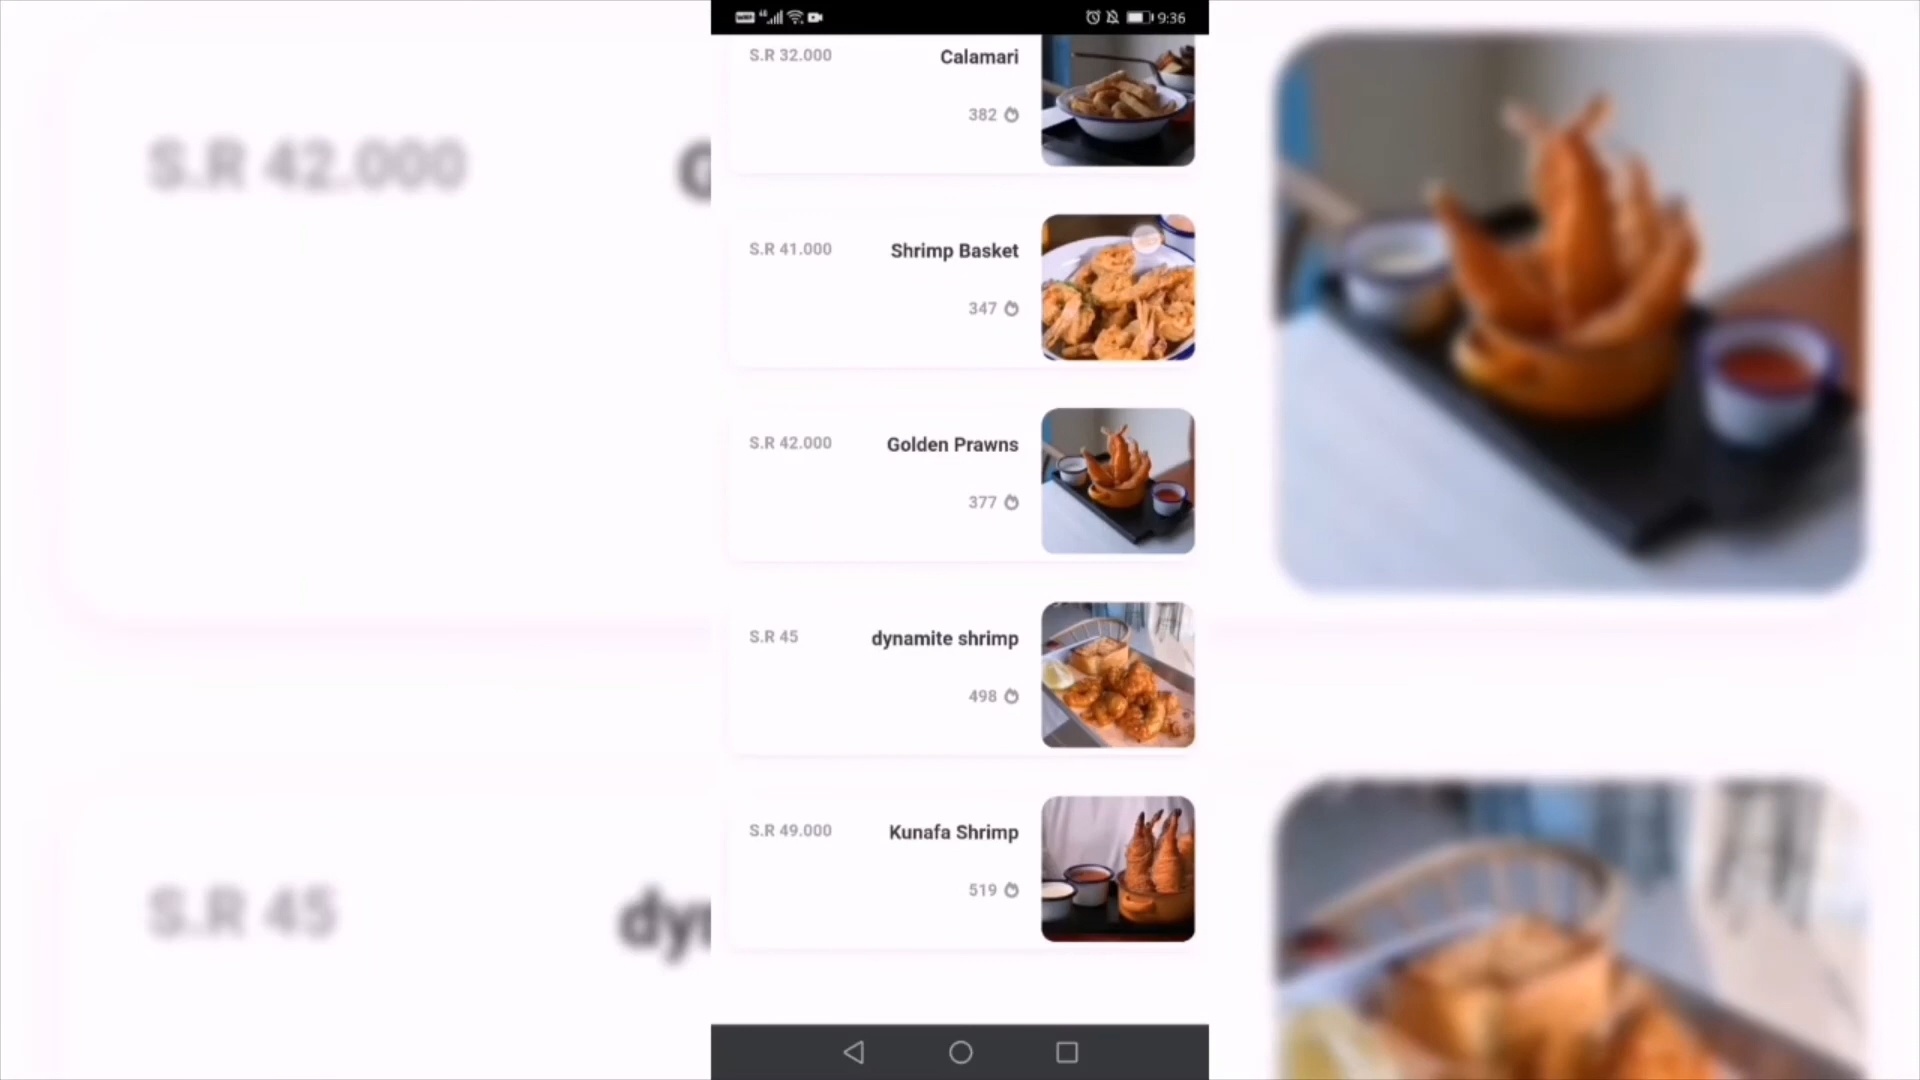 9:36
S.R 32.000 Calamari
382
S.R 41.000 Shrimp Basket
347
S.R 42.000 Golden Prawns
377
S.R 45 dynamite shrimp
498
S.R 49.000 Kunafa Shrimp
519
S.R 42.000
S.R 45 dy